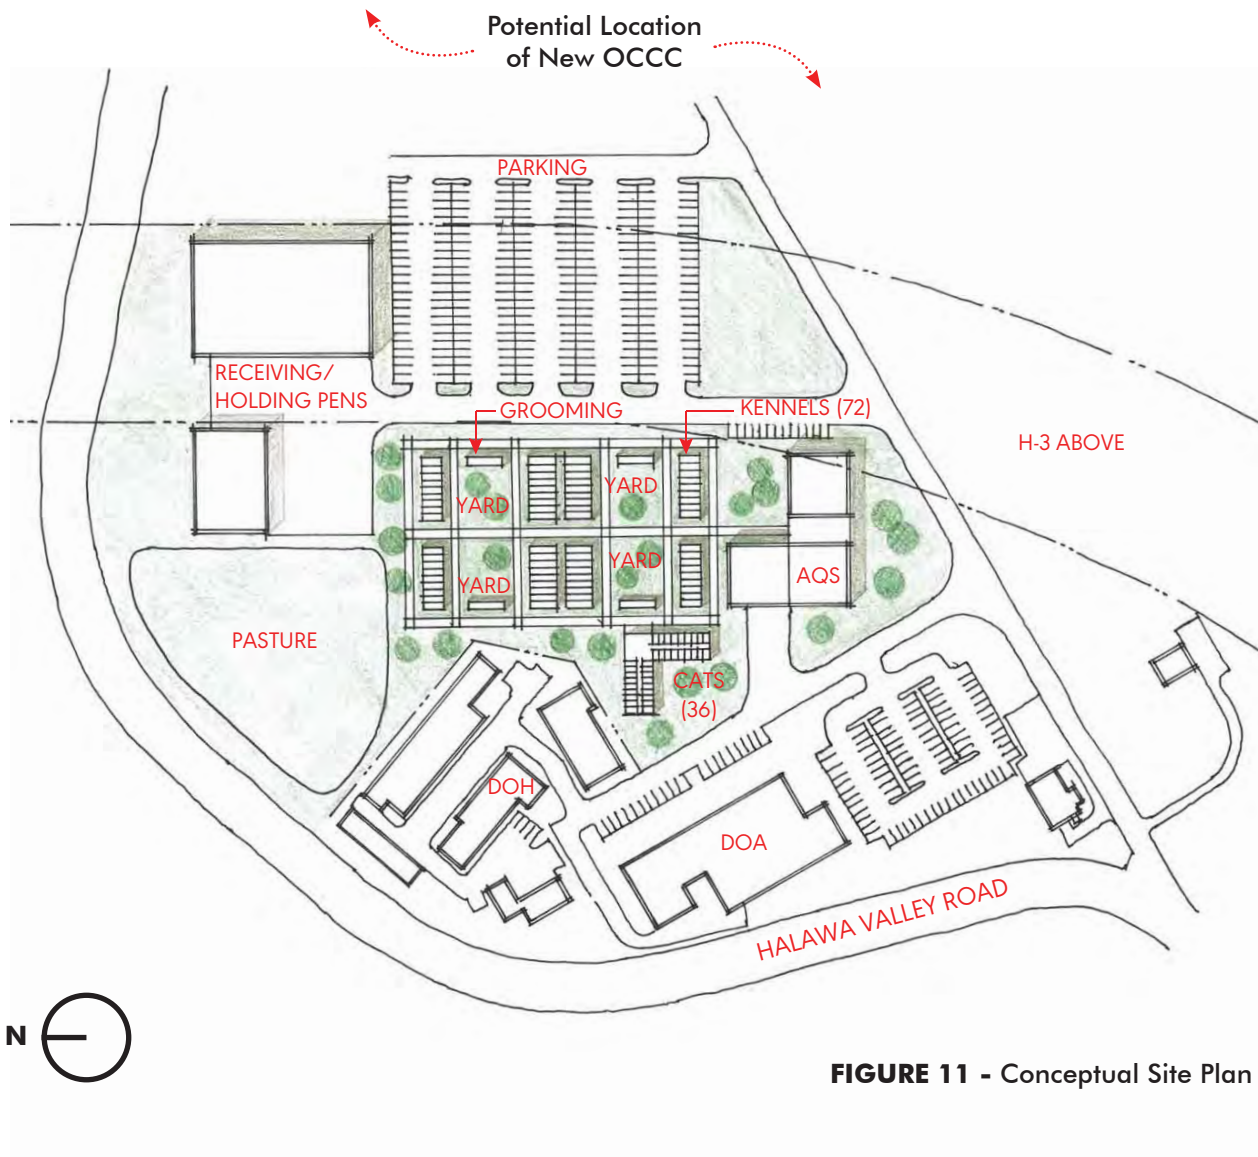 Potential Location
of New OCCC
PARKING
RECEIVING/
HOLDING PENS
GROOMING
KENNELS (72)
H-3 ABOVE
YARD
YARD
YARD
YARD
AQS
PASTURE
CATS
(36)
DOH
DOA
HALAWA VALLEY ROAD
N
FIGURE 11 - Conceptual Site Plan